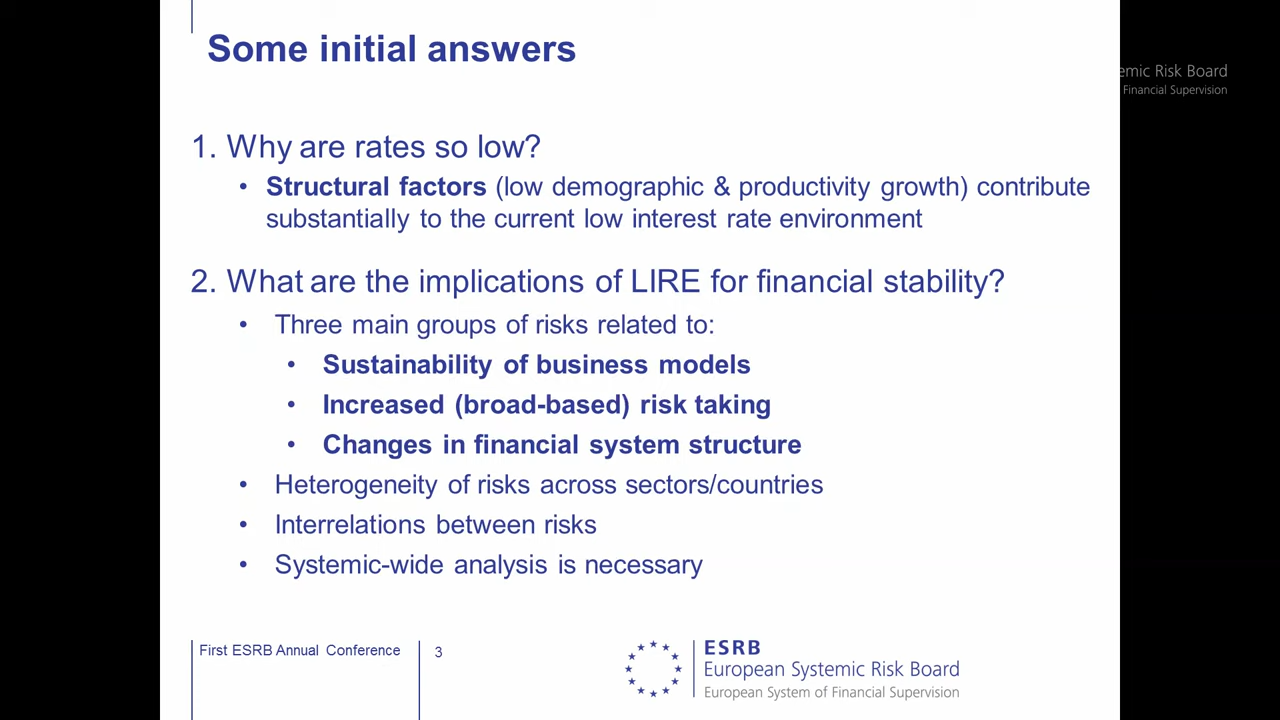 Some initial answers
emic Risk Board
Financial Supervision
1. Why are rates so low?
• Structural factors (low demographic & productivity growth) contribute
substantially to the current low interest rate environment
2. What are the implications of LIRE for financial stability?
• Three main groups of risks related to:
• Sustainability of business models
• Increased (broad-based) risk taking
• Changes in financial system structure
• Heterogeneity of risks across sectors/countries
• Interrelations between risks
• Systemic-wide analysis is necessary
First ESRB Annual Conference
3
ESRB
European Systemic Risk Board
European System of Financial Supervision